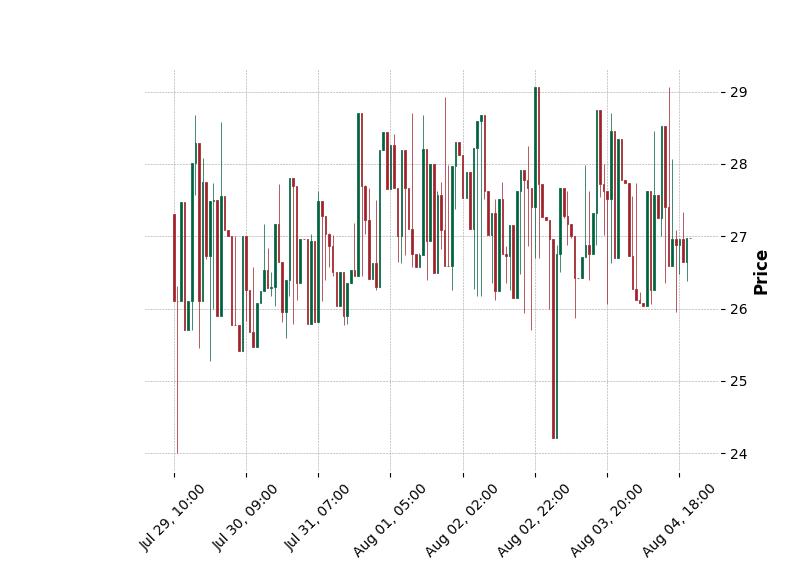 29
28
27
26
25
24
Price
Jul 29, 10:00
Jul 30, 09:00
Jul 31, 07:00
Aug 01, 05:00
Aug 02, 02:00
Aug 02, 22:00
Aug 03, 20:00
Aug 04, 18:00